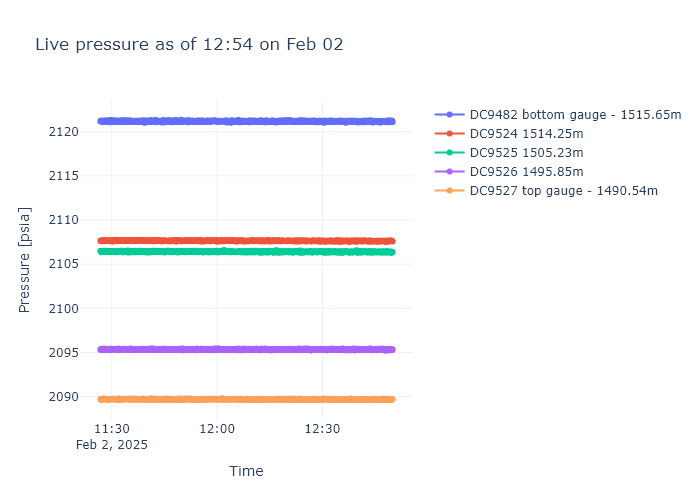 Live pressure as of 12:54 on Feb 02
DC9482 bottom gauge - 1515.65m
DC9524 1514.25m
DC9525 1505.23m
DC9526 1495.85m
DC9527 top gauge - 1490.54m
Pressure [psia]
2120
2115
2110
2105
2100
2095
2090
11:30
12:00
12:30
Feb 2, 2025
Time